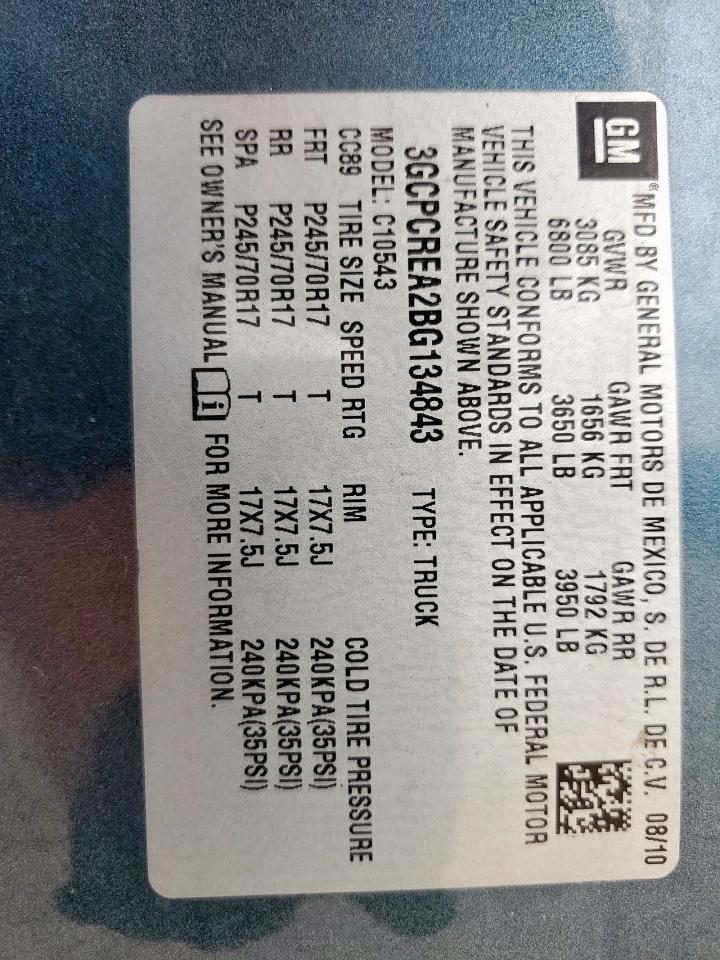 GM
®MFD BY GENERAL MOTORS DE MEXICO, S. DE R.L. DE C.V. 08/10
GVWR GAWR FRT GAWR RR
3085 KG 1656 KG 1792 KG
6800 LB 3650 LB 3950 LB
THIS VEHICLE CONFORMS TO ALL APPLICABLE U.S. FEDERAL MOTOR
VEHICLE SAFETY STANDARDS IN EFFECT ON THE DATE OF
MANUFACTURE SHOWN ABOVE.
3GCPCREA2BG134843 TYPE: TRUCK
MODEL: C10543
CC89 TIRE SIZE SPEED RTG RIM COLD TIRE PRESSURE
FRT P245/70R17 T 17X7.5J 240KPA(35PSI)
RR P245/70R17 T 17X7.5J 240KPA(35PSI)
SPA P245/70R17 T 17X7.5J 240KPA(35PSI)
SEE OWNER'S MANUAL i FOR MORE INFORMATION.